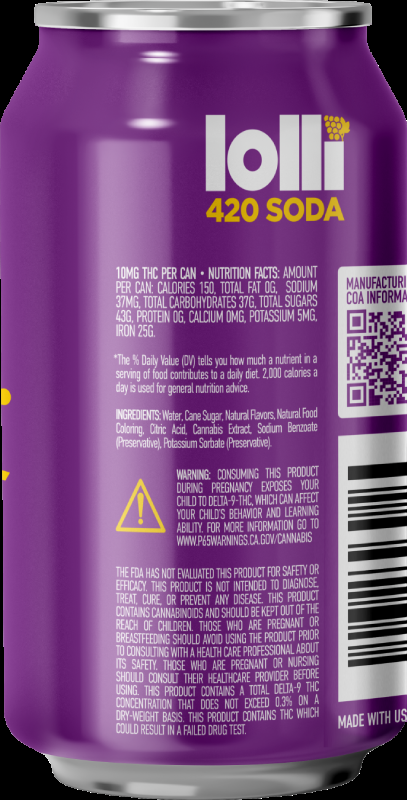 lolli
420 SODA
10MG THC PER CAN • NUTRITION FACTS: AMOUNT
PER CAN: CALORIES 150, TOTAL FAT 0G, SODIUM
37MG, TOTAL CARBOHYDRATES 37G, TOTAL SUGARS
43G, PROTEIN 0G, CALCIUM 0MG, POTASSIUM 5MG,
IRON 25G.
*The % Daily Value (DV) tells you how much a nutrient in a
serving of food contributes to a daily diet. 2,000 calories a
day is used for general nutrition advice.
INGREDIENTS: Water, Cane Sugar, Natural Flavors, Natural Food
Coloring, Citric Acid, Cannabis Extract, Sodium Benzoate
(Preservative), Potassium Sorbate (Preservative).
WARNING: CONSUMING THIS PRODUCT
DURING PREGNANCY EXPOSES YOUR
CHILD TO DELTA-9-THC, WHICH CAN AFFECT
YOUR CHILD'S BEHAVIOR AND LEARNING
ABILITY. FOR MORE INFORMATION GO TO
WWW.P65WARNINGS.CA.GOV/CANNABIS
THE FDA HAS NOT EVALUATED THIS PRODUCT FOR SAFETY OR
EFFICACY. THIS PRODUCT IS NOT INTENDED TO DIAGNOSE,
TREAT, CURE, OR PREVENT ANY DISEASE. THIS PRODUCT
CONTAINS CANNABINOIDS AND SHOULD BE KEPT OUT OF THE
REACH OF CHILDREN. THOSE WHO ARE PREGNANT OR
BREASTFEEDING SHOULD AVOID USING THE PRODUCT PRIOR
TO CONSULTING WITH A HEALTH CARE PROFESSIONAL ABOUT
ITS SAFETY. THOSE WHO ARE PREGNANT OR NURSING
SHOULD CONSULT THEIR HEALTHCARE PROVIDER BEFORE
USING. THIS PRODUCT CONTAINS A TOTAL DELTA-9 THC
CONCENTRATION THAT DOES NOT EXCEED 0.3% ON A
DRY-WEIGHT BASIS. THIS PRODUCT CONTAINS THC WHICH
COULD RESULT IN A FAILED DRUG TEST.
MANUFACTURI
COA INFORMA
MADE WITH US